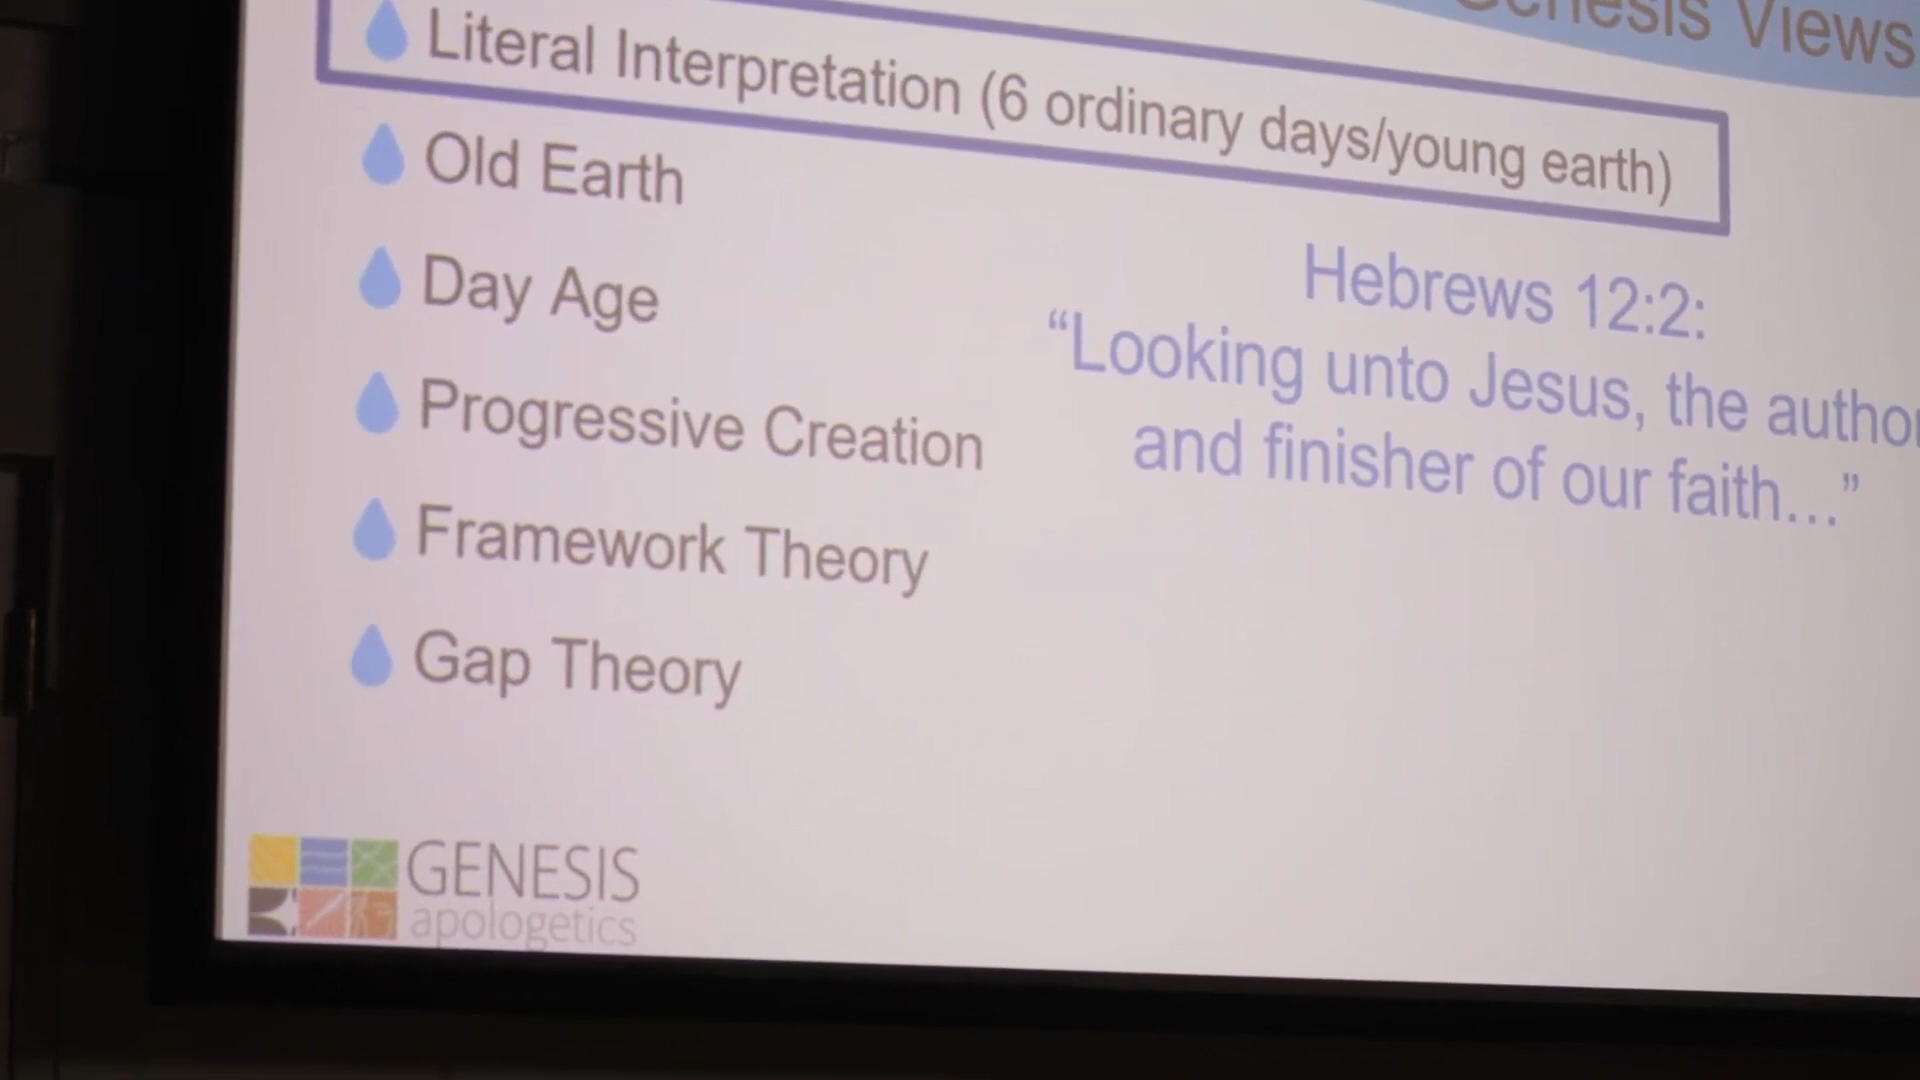 Genesis Views
Literal Interpretation (6 ordinary days/young earth)
Old Earth
Day Age
Progressive Creation
Framework Theory
Gap Theory
Hebrews 12:2:
“Looking unto Jesus, the author
and finisher of our faith…”
GENESIS
apologetics